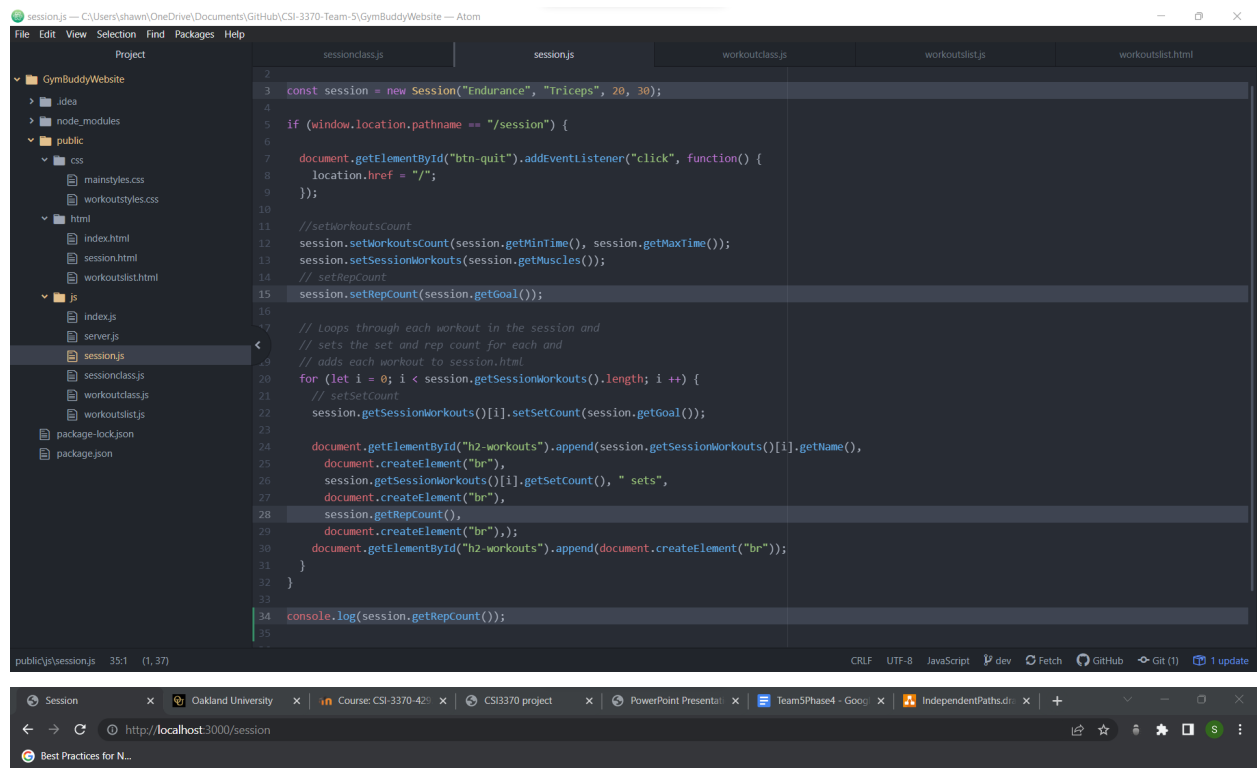 session.js — C:\Users\shawn\OneDrive\Documents\GitHub\CSI-3370-Team-5\GymBuddyWebsite — Atom
File Edit View Selection Find Packages Help
Project
sessionclass.js session.js workoutclass.js workoutslist.js workoutslist.html
GymBuddyWebsite
.idea
node_modules
public
css
mainstyles.css
workoutstyles.css
html
index.html
session.html
workoutslist.html
js
index.js
server.js
session.js
sessionclass.js
workoutclass.js
workoutslist.js
package-lock.json
package.json
2
3 const session = new Session("Endurance", "Triceps", 20, 30);
4
5 if (window.location.pathname == "/session") {
6
7 document.getElementById("btn-quit").addEventListener("click", function() {
8 location.href = "/";
9 });
10
11 //setWorkoutsCount
12 session.setWorkoutsCount(session.getMinTime(), session.getMaxTime());
13 session.setSessionWorkouts(session.getMuscles());
14 // setRepCount
15 session.setRepCount(session.getGoal());
16
17 // Loops through each workout in the session and
// sets the set and rep count for each and
19 // adds each workout to session.html
20 for (let i = 0; i < session.getSessionWorkouts().length; i ++) {
21 // setSetCount
22 session.getSessionWorkouts()[i].setSetCount(session.getGoal());
23
24 document.getElementById("h2-workouts").append(session.getSessionWorkouts()[i].getName(),
25 document.createElement("br"),
26 session.getSessionWorkouts()[i].getSetCount(), " sets",
27 document.createElement("br"),
28 session.getRepCount(),
29 document.createElement("br"),);
30 document.getElementById("h2-workouts").append(document.createElement("br"));
31 }
32 }
33
34 console.log(session.getRepCount());
35
public\js\session.js 35:1 (1, 37) CRLF UTF-8 JavaScript dev Fetch GitHub Git (1) 1 update
Session Oakland University Course: CSI-3370-429 CSI3370 project PowerPoint Presentati Team5Phase4 - Goog IndependentPaths.dr
http://localhost:3000/session S
Best Practices for N...